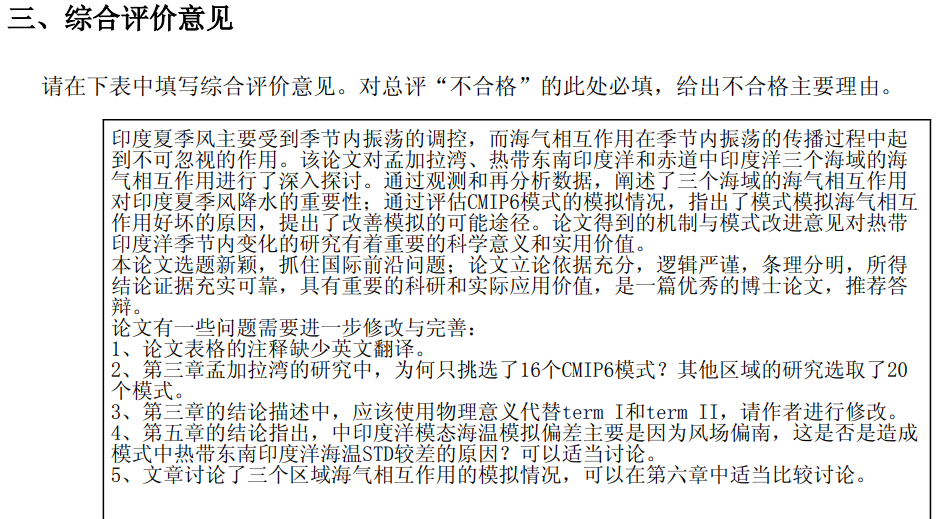 三、综合评价意见
请在下表中填写综合评价意见。对总评“不合格”的此处必填，给出不合格主要理由。
印度夏季风主要受到季节内振荡的调控，而海气相互作用在季节内振荡的传播过程中起
到不可忽视的作用。该论文对孟加拉湾、热带东南印度洋和赤道中印度洋三个海域的海
气相互作用进行了深入探讨。通过观测和再分析数据，阐述了三个海域的海气相互作用
对印度夏季风降水的重要性；通过评估CMIP6模式的模拟情况，指出了模式模拟海气相互
作用好坏的原因，提出了改善模拟的可能途径。论文得到的机制与模式改进意见对热带
印度洋季节内变化的研究有着重要的科学意义和实用价值。
本论文选题新颖，抓住国际前沿问题；论文立论依据充分，逻辑严谨，条理分明，所得
结论证据充实可靠，具有重要的科研和实际应用价值，是一篇优秀的博士论文，推荐答
辩。
论文有一些问题需要进一步修改与完善：
1、论文表格的注释缺少英文翻译。
2、第三章孟加拉湾的研究中，为何只挑选了16个CMIP6模式？其他区域的研究选取了20
个模式。
3、第三章的结论描述中，应该使用物理意义代替term I和term II，请作者进行修改。
4、第五章的结论指出，中印度洋模态海温模拟偏差主要是因为风场偏南，这是否是造成
模式中热带东南印度洋海温STD较差的原因？可以适当讨论。
5、文章讨论了三个区域海气相互作用的模拟情况，可以在第六章中适当比较讨论。